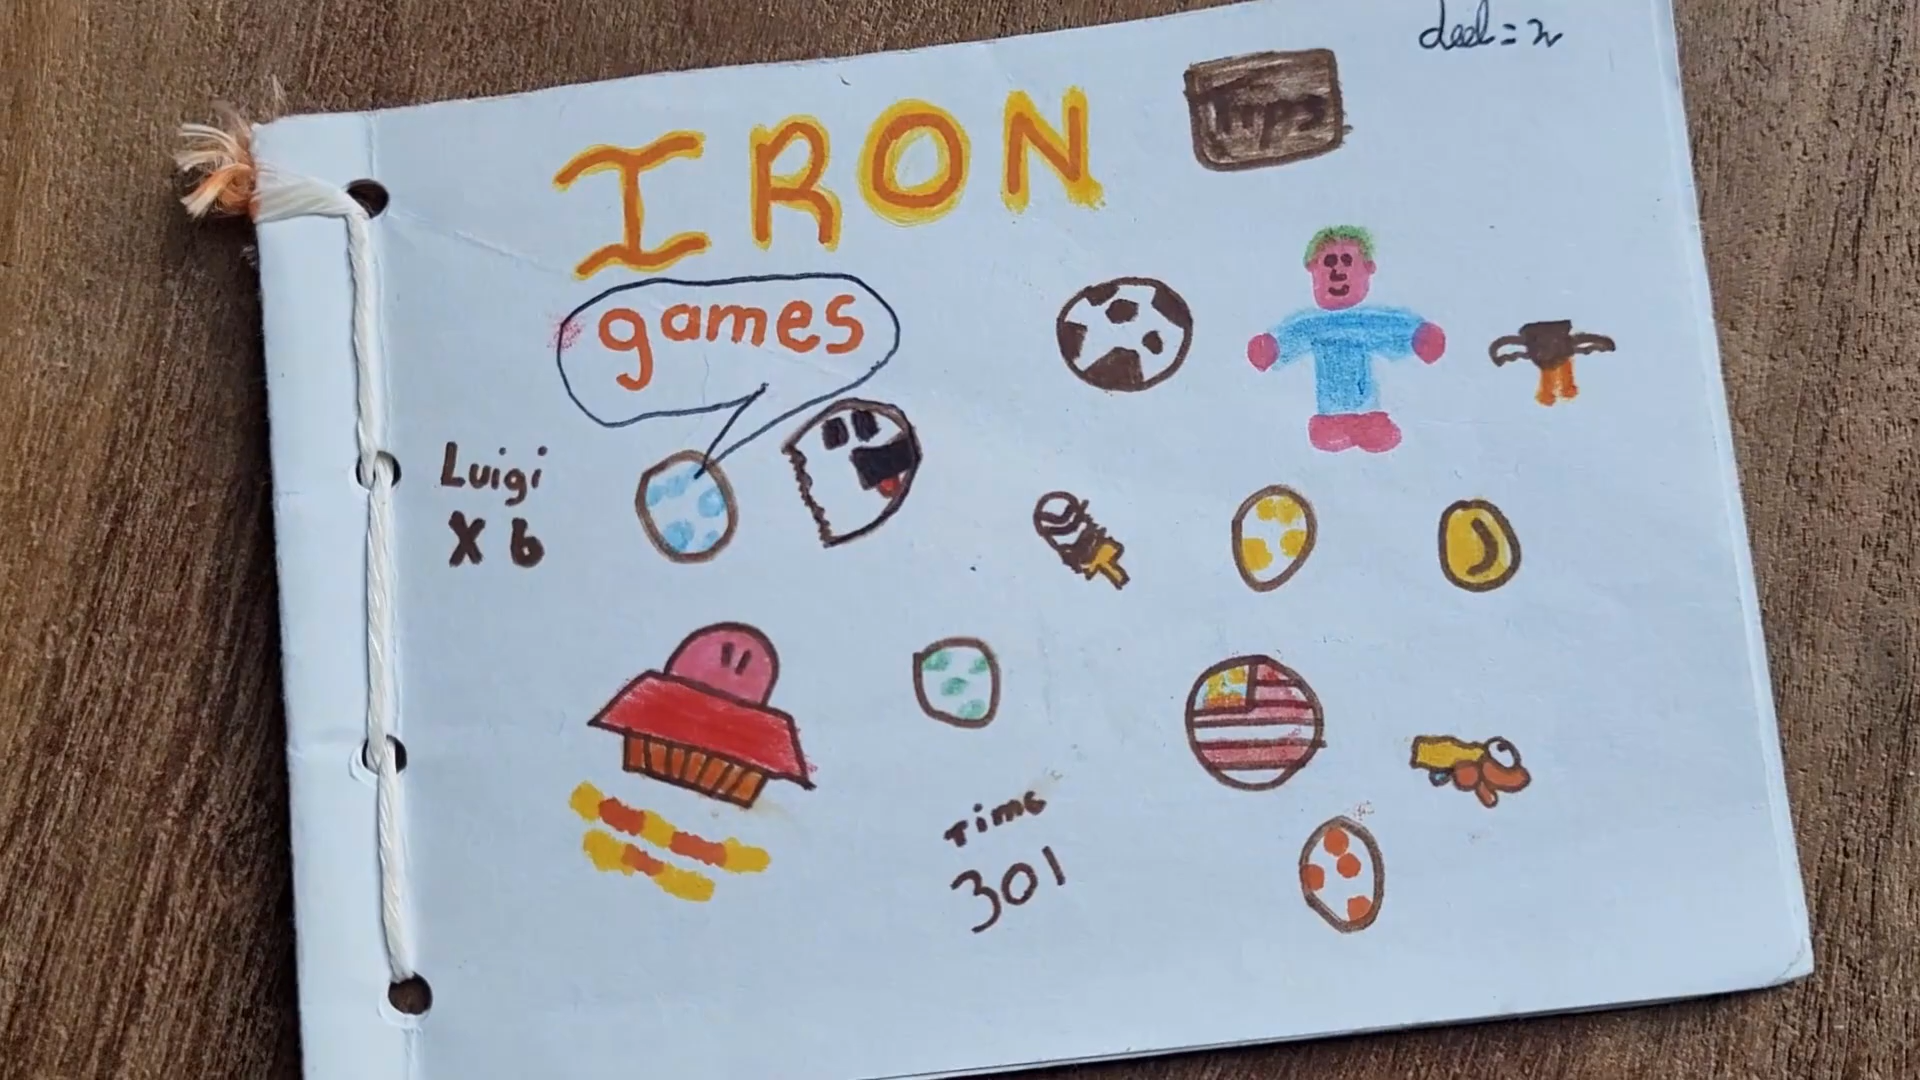 deel = 2
IRON
Tips
games
Luigi
X 6
Time
301